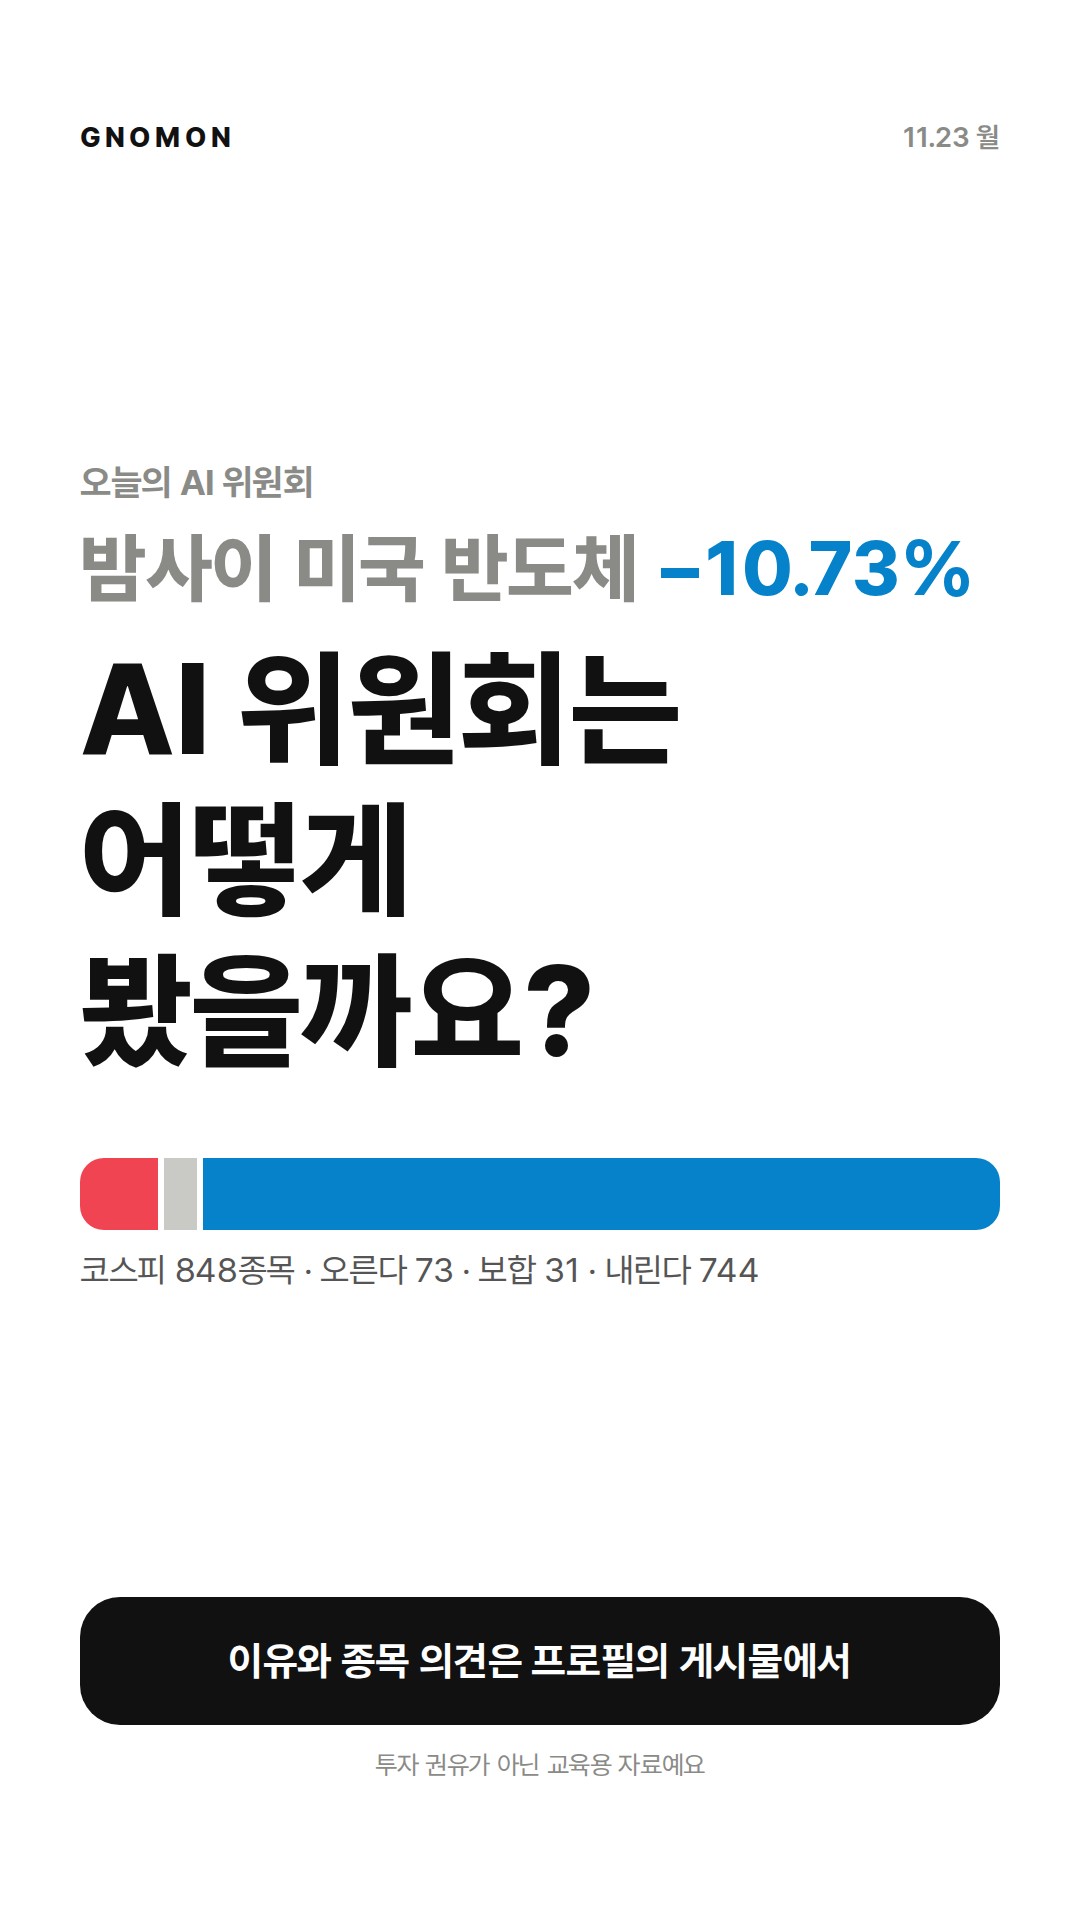 GNOMON
11.23 월
오늘의 AI 위원회
밤사이 미국 반도체 −10.73%
AI 위원회는
어떻게
봤을까요?
코스피 848종목 · 오른다 73 · 보합 31 · 내린다 744
이유와 종목 의견은 프로필의 게시물에서
투자 권유가 아닌 교육용 자료예요